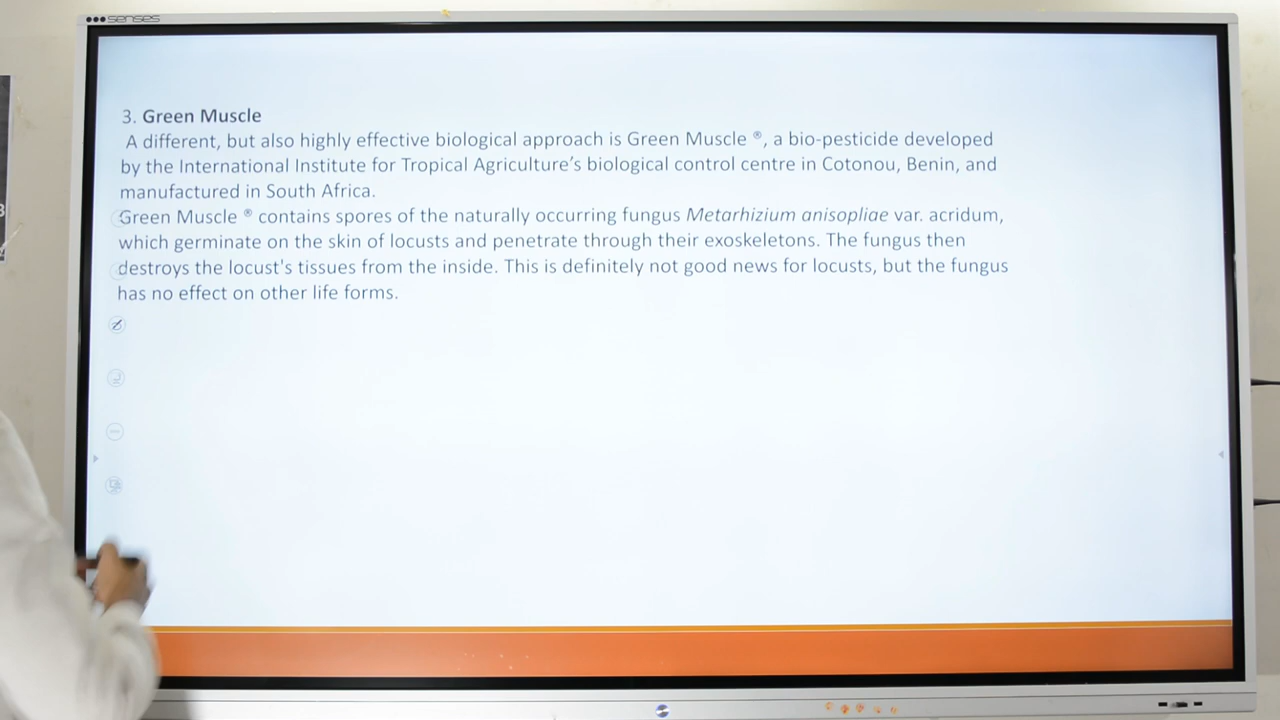 senses
3. Green Muscle
A different, but also highly effective biological approach is Green Muscle ®, a bio-pesticide developed
by the International Institute for Tropical Agriculture’s biological control centre in Cotonou, Benin, and
manufactured in South Africa.
Green Muscle ® contains spores of the naturally occurring fungus Metarhizium anisopliae var. acridum,
which germinate on the skin of locusts and penetrate through their exoskeletons. The fungus then
destroys the locust's tissues from the inside. This is definitely not good news for locusts, but the fungus
has no effect on other life forms.